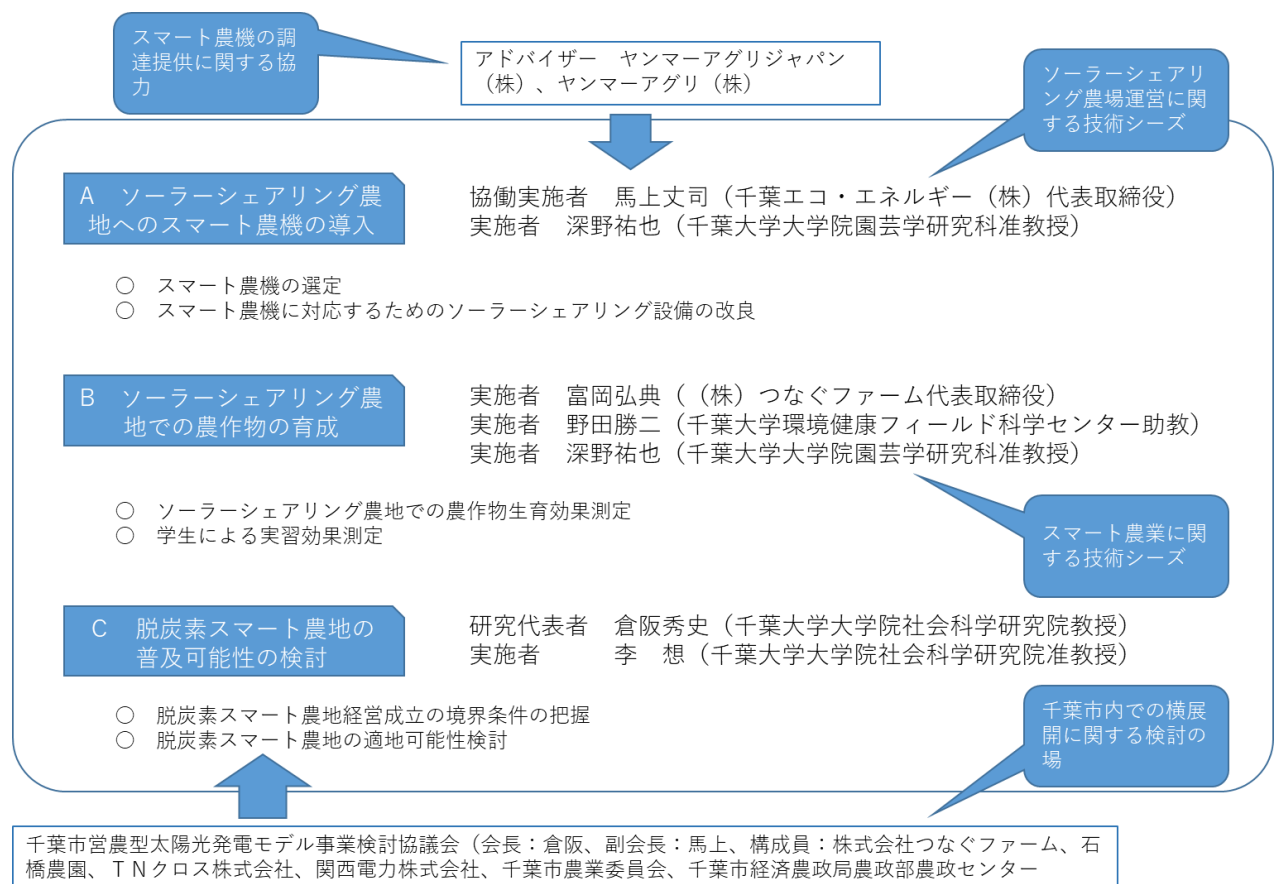 スマート農機の調
達提供に関する協
力
アドバイザー　ヤンマーアグリジャパン
（株）、ヤンマーアグリ（株）
ソーラーシェアリ
ング農場運営に関
する技術シーズ
A　ソーラーシェアリング農
地へのスマート農機の導入
協働実施者　馬上丈司（千葉エコ・エネルギー（株）代表取締役）
実施者　深野祐也（千葉大学大学院園芸学研究科准教授）
○　スマート農機の選定
○　スマート農機に対応するためのソーラーシェアリング設備の改良
B　ソーラーシェアリング農
地での農作物の育成
実施者　富岡弘典（（株）つなぐファーム代表取締役）
実施者　野田勝二（千葉大学環境健康フィールド科学センター助教）
実施者　深野祐也（千葉大学大学院園芸学研究科准教授）
○　ソーラーシェアリング農地での農作物生育効果測定
○　学生による実習効果測定
スマート農業に関
する技術シーズ
C　脱炭素スマート農地の
普及可能性の検討
研究代表者　倉阪秀史（千葉大学大学院社会科学研究院教授）
実施者　　　李　想（千葉大学大学院社会科学研究院准教授）
○　脱炭素スマート農地経営成立の境界条件の把握
○　脱炭素スマート農地の適地可能性検討
千葉市内での横展
開に関する検討の
場
千葉市営農型太陽光発電モデル事業検討協議会（会長：倉阪、副会長：馬上、構成員：株式会社つなぐファーム、石
橋農園、ＴＮクロス株式会社、関西電力株式会社、千葉市農業委員会、千葉市経済農政局農政部農政センター